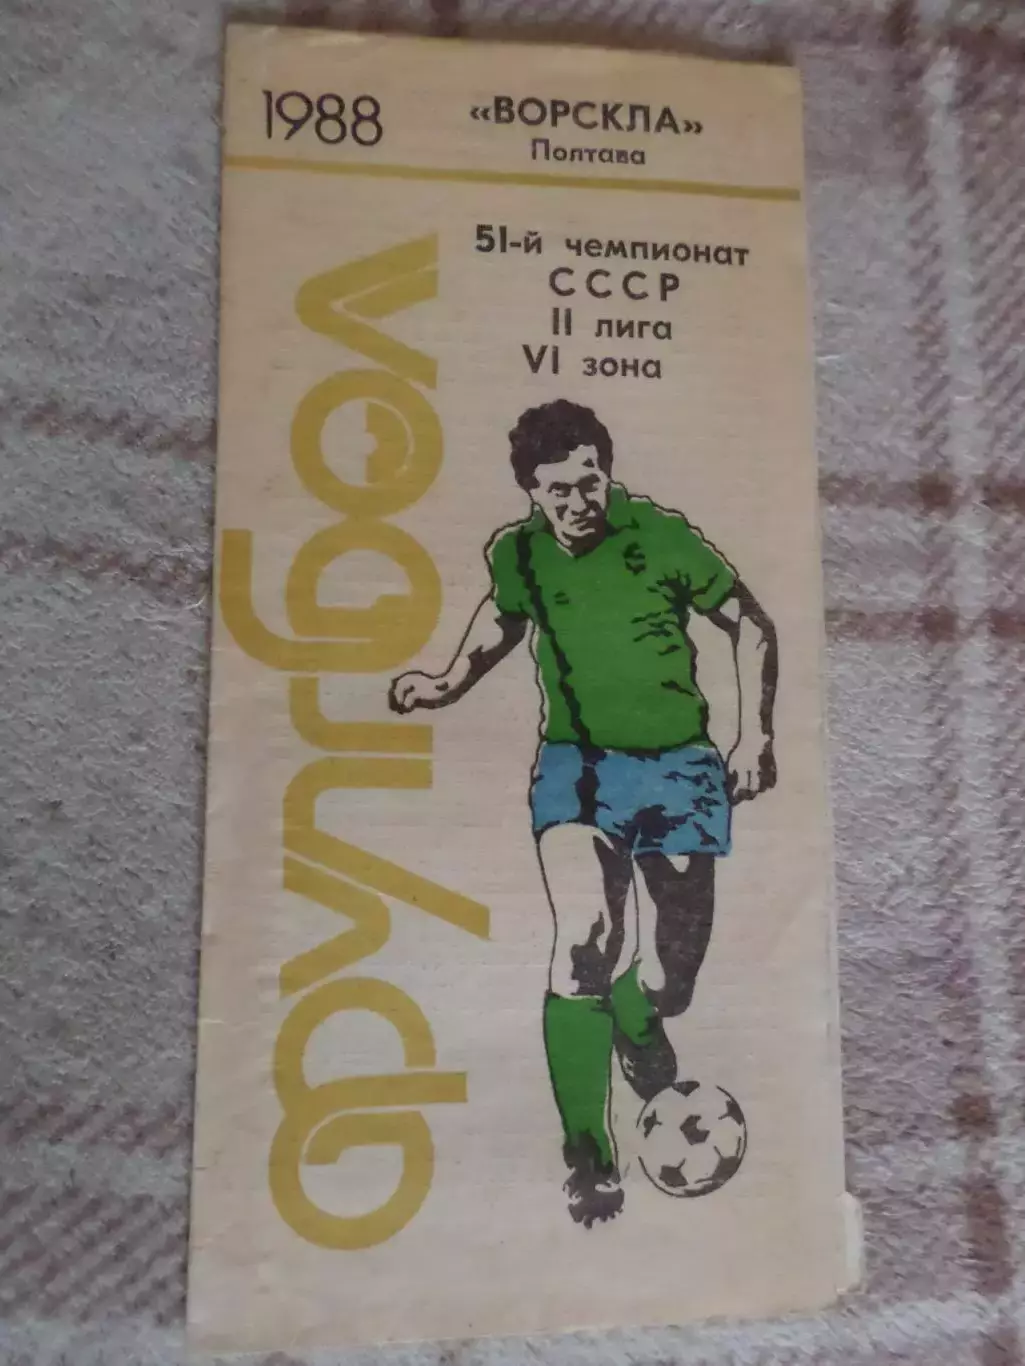 1988
«ВОРСКЛА»
Полтава
51-й чемпионат
СССР
II лига
VI зона
футбол